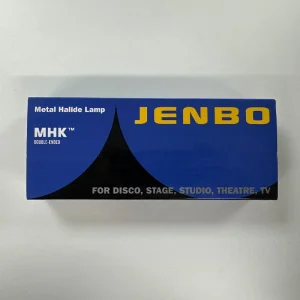 Metal Halide Lamp
JENBO
MHK™
DOUBLE-ENDED
FOR DISCO, STAGE, STUDIO, THEATRE, TV